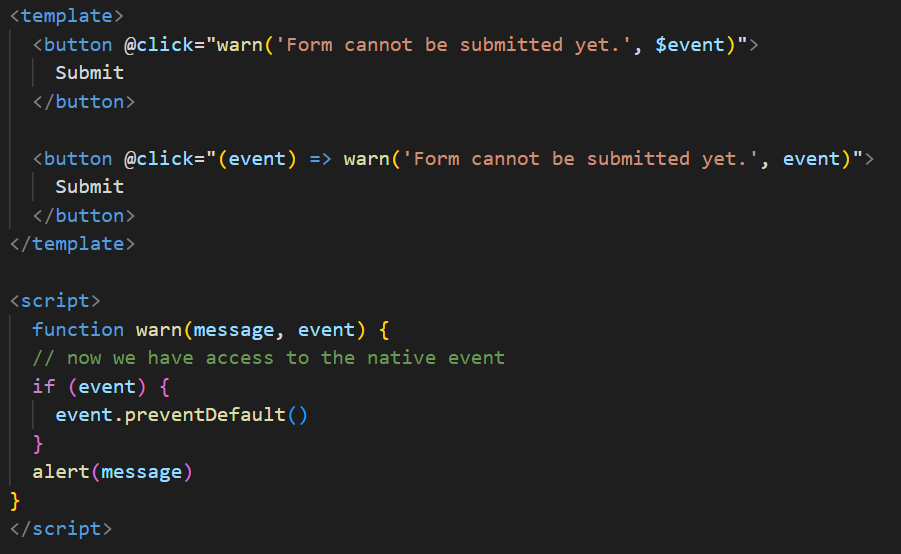 <template>
  <button @click="warn('Form cannot be submitted yet.', $event)">
    Submit
  </button>

  <button @click="(event) => warn('Form cannot be submitted yet.', event)">
    Submit
  </button>
</template>

<script>
  function warn(message, event) {
  // now we have access to the native event
  if (event) {
    event.preventDefault()
  }
  alert(message)
}
</script>